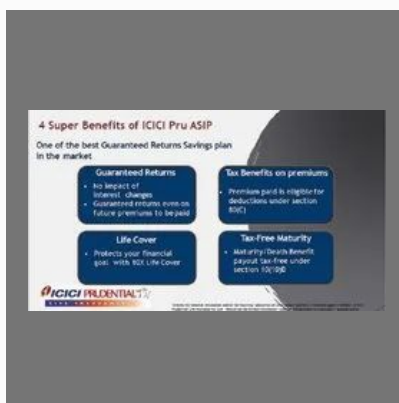 4 Super Benefits of ICICI Pru ASIP
One of the best Guaranteed Returns Savings plan
in the market
Guaranteed Returns
• No impact of
interest changes
• Guaranteed returns even on
future premiums to be paid
Tax Benefits on premiums
• Premium paid is eligible for
deductions under section
80(C)
Life Cover
• Protects your financial
goal with 10X Life Cover
Tax-Free Maturity
• Maturity/Death Benefit
payout tax-free under
section 10(10)D
ICICI PRUDENTIAL
LIFE INSURANCE